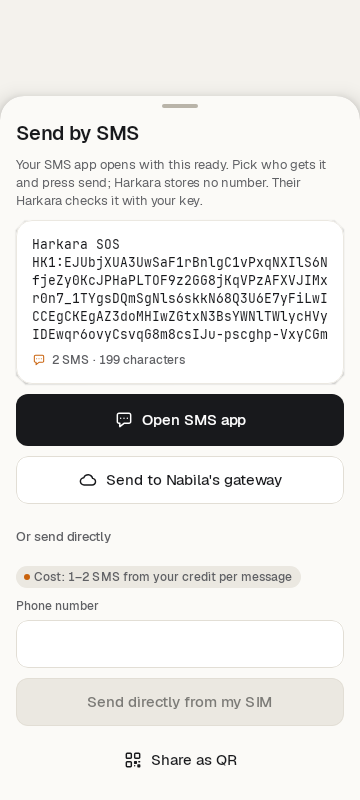 Send by SMS
Your SMS app opens with this ready. Pick who gets it
and press send; Harkara stores no number. Their
Harkara checks it with your key.
Harkara SOS
HK1:EJUbjXUA3UwSaF1rBnlgC1vPxqNXIlS6N
fjeZy0KcJPHaPLTOF9z2GG8jKqVPzAFXVJIMx
r0n7_1TYgsDQmSgNls6skkN68Q3U6E7yFiLwI
CCEgCKEgAZ3doMHIwZGtxN3BsYWNlTWlycHVy
IDEwqr6ovyCsvqG8m8csIJu-pscghp-VxyCGm
2 SMS · 199 characters
Open SMS app
Send to Nabila's gateway
Or send directly
Cost: 1–2 SMS from your credit per message
Phone number
Send directly from my SIM
Share as QR